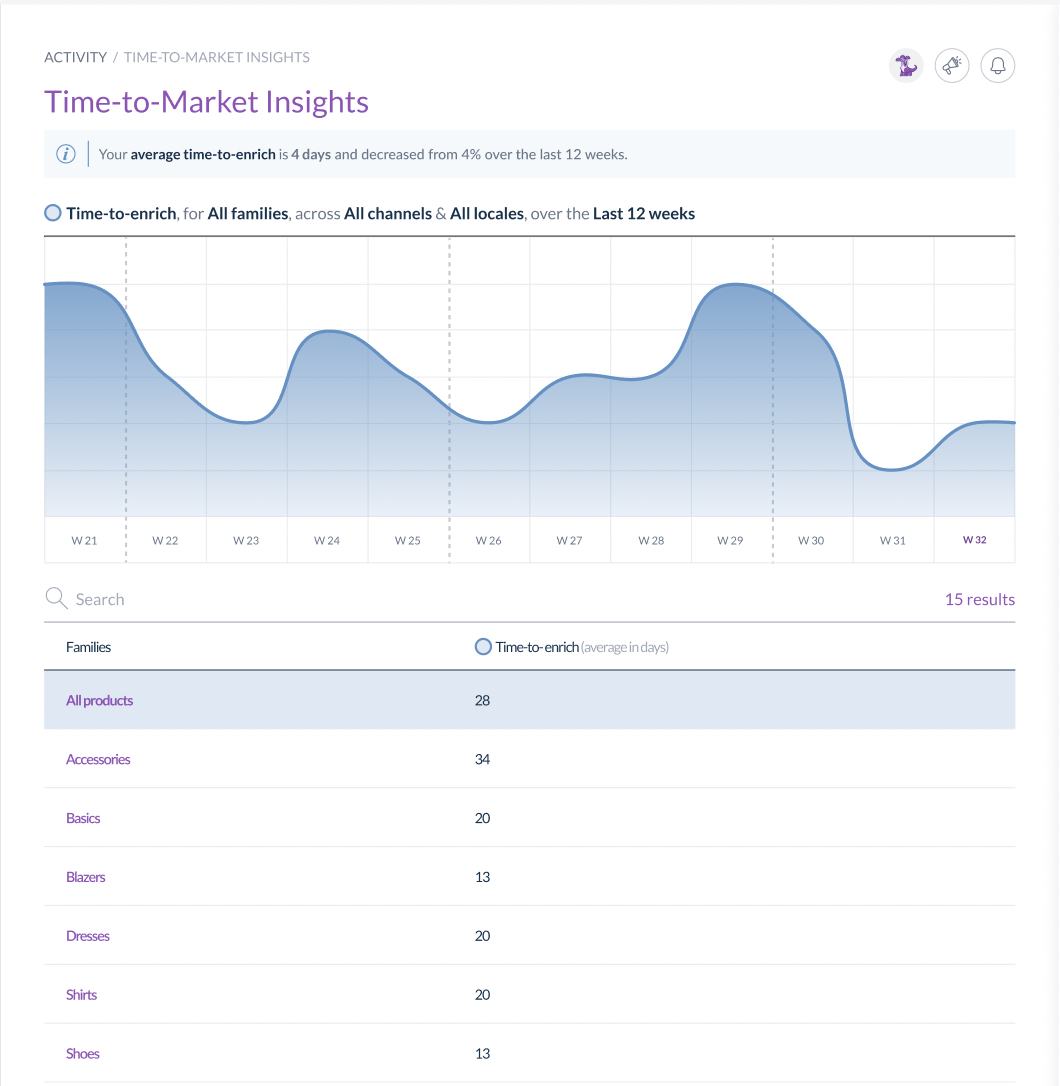 ACTIVITY / TIME-TO-MARKET INSIGHTS
Time-to-Market Insights
Your average time-to-enrich is 4 days and decreased from 4% over the last 12 weeks.
Time-to-enrich, for All families, across All channels & All locales, over the Last 12 weeks
W 21 W 22 W 23 W 24 W 25 W 26 W 27 W 28 W 29 W 30 W 31 W 32
Search 15 results
Families Time-to-enrich (average in days)
All products 28
Accessories 34
Basics 20
Blazers 13
Dresses 20
Shirts 20
Shoes 13